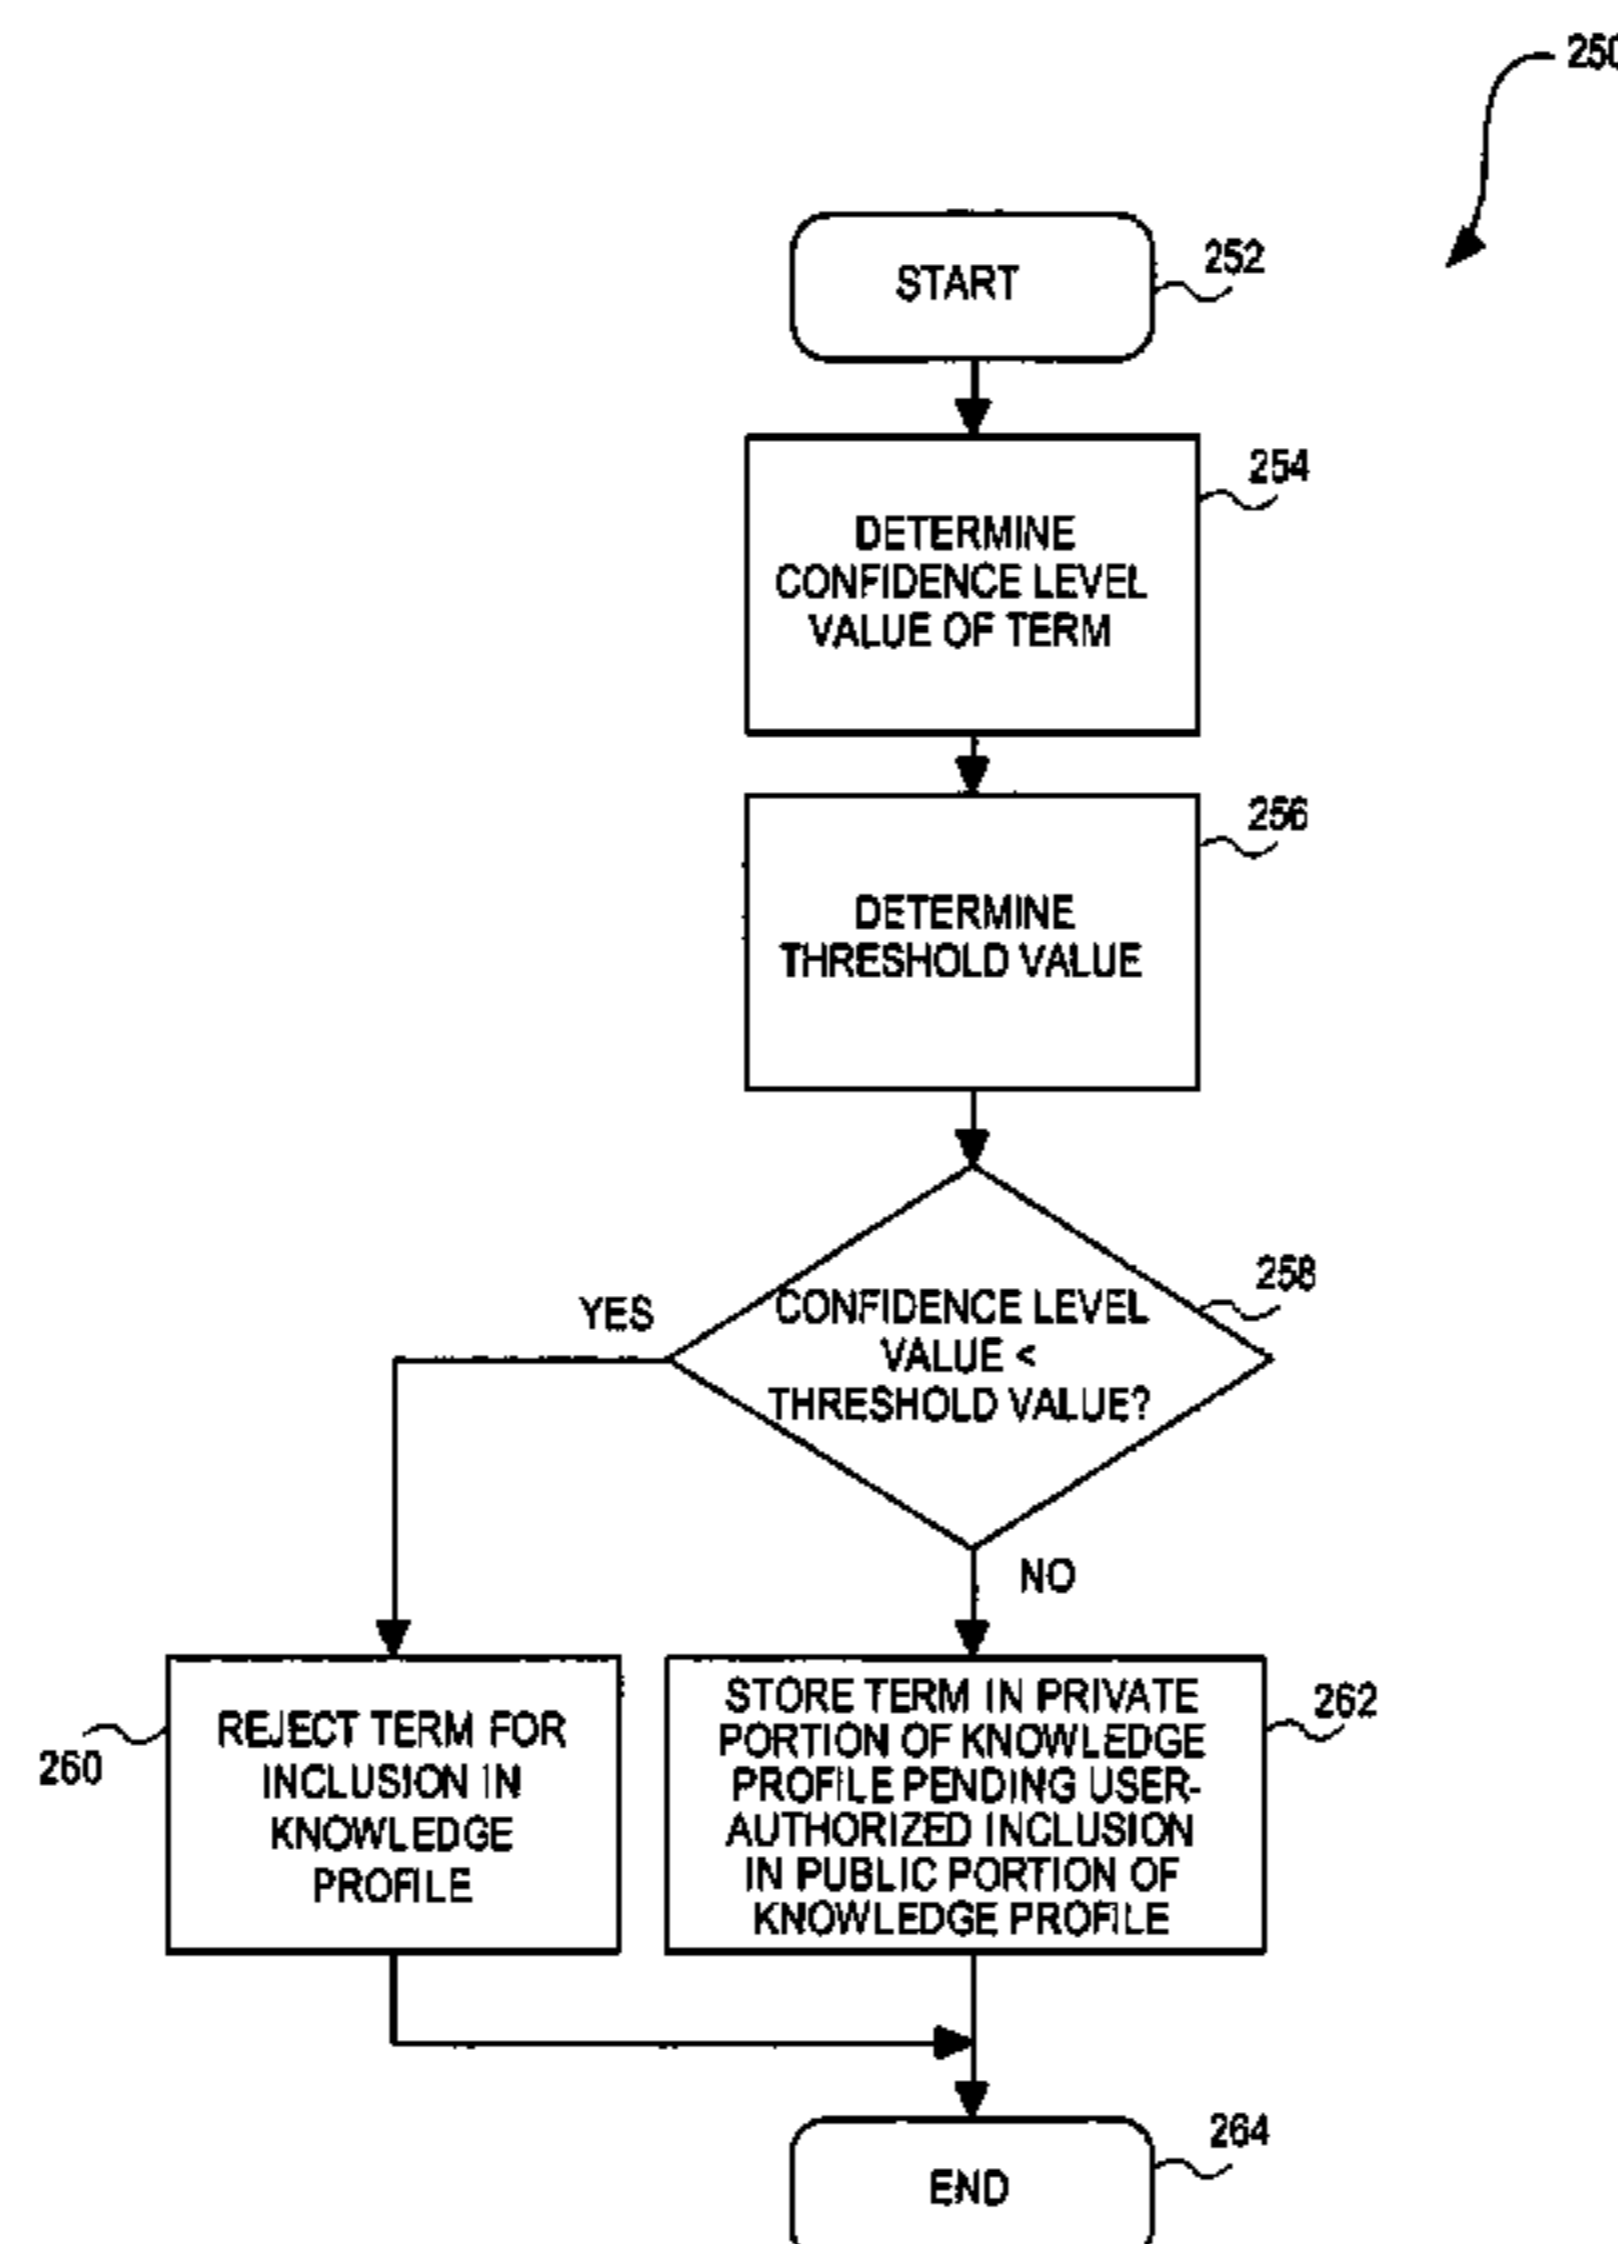 250
START
252
DETERMINE
CONFIDENCE LEVEL
VALUE OF TERM
254
DETERMINE
THRESHOLD VALUE
256
CONFIDENCE LEVEL
VALUE <
THRESHOLD VALUE?
258
YES
NO
REJECT TERM FOR
INCLUSION IN
KNOWLEDGE
PROFILE
260
STORE TERM IN PRIVATE
PORTION OF KNOWLEDGE
PROFILE PENDING USER-
AUTHORIZED INCLUSION
IN PUBLIC PORTION OF
KNOWLEDGE PROFILE
262
END
264